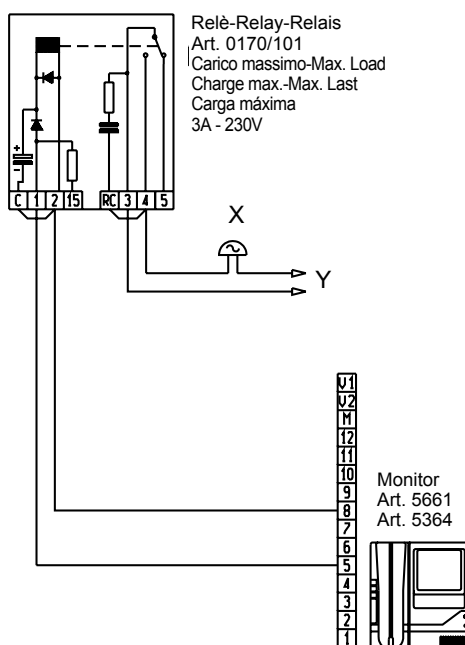 Relè-Relay-Relais
Art. 0170/101
Carico massimo-Max. Load
Charge max.-Max. Last
Carga máxima
3A - 230V
+
-
C 1 2 15 RC 3 4 5
X
Y
V1
V2
M
12
11
10
9
8
7
6
5
4
3
2
1
Monitor
Art. 5661
Art. 5364